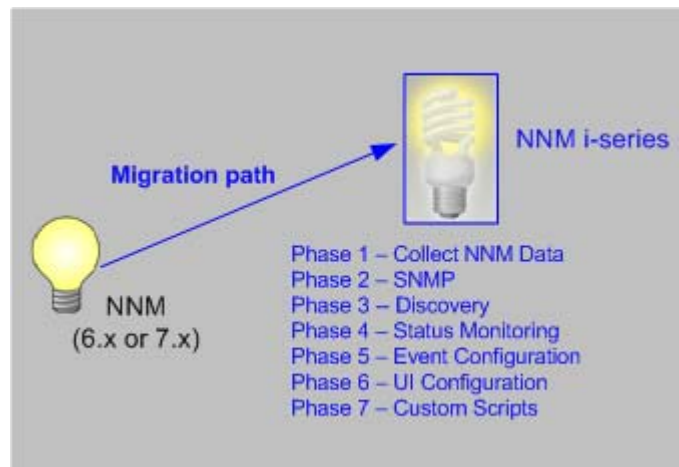 NNM i-series
Migration path
NNM
(6.x or 7.x)
Phase 1 – Collect NNM Data
Phase 2 – SNMP
Phase 3 – Discovery
Phase 4 – Status Monitoring
Phase 5 – Event Configuration
Phase 6 – UI Configuration
Phase 7 – Custom Scripts